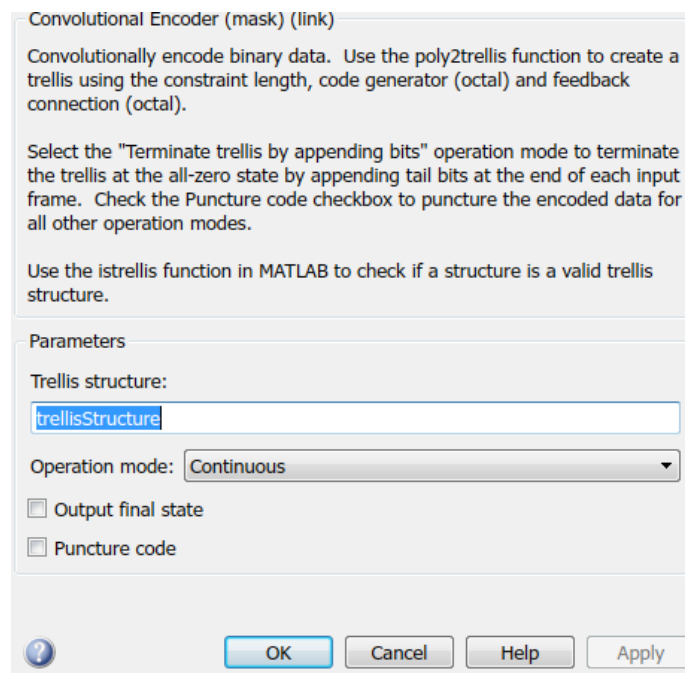 Convolutional Encoder (mask) (link)
Convolutionally encode binary data.  Use the poly2trellis function to create a
trellis using the constraint length, code generator (octal) and feedback
connection (octal).
Select the "Terminate trellis by appending bits" operation mode to terminate
the trellis at the all-zero state by appending tail bits at the end of each input
frame.  Check the Puncture code checkbox to puncture the encoded data for
all other operation modes.
Use the istrellis function in MATLAB to check if a structure is a valid trellis
structure.
Parameters
Trellis structure:
trellisStructure
Operation mode: Continuous
Output final state
Puncture code
? OK Cancel Help Apply